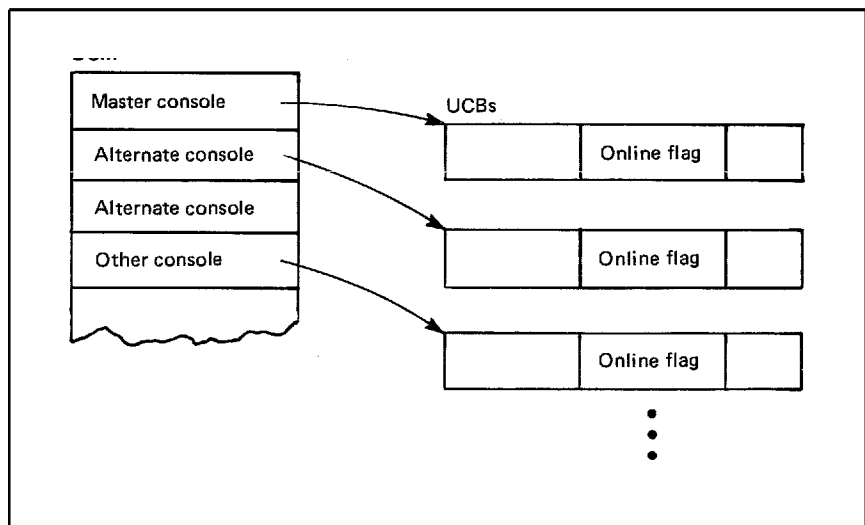 Master console
UCBs
Alternate console
Online flag
Alternate console
Other console
Online flag
Online flag